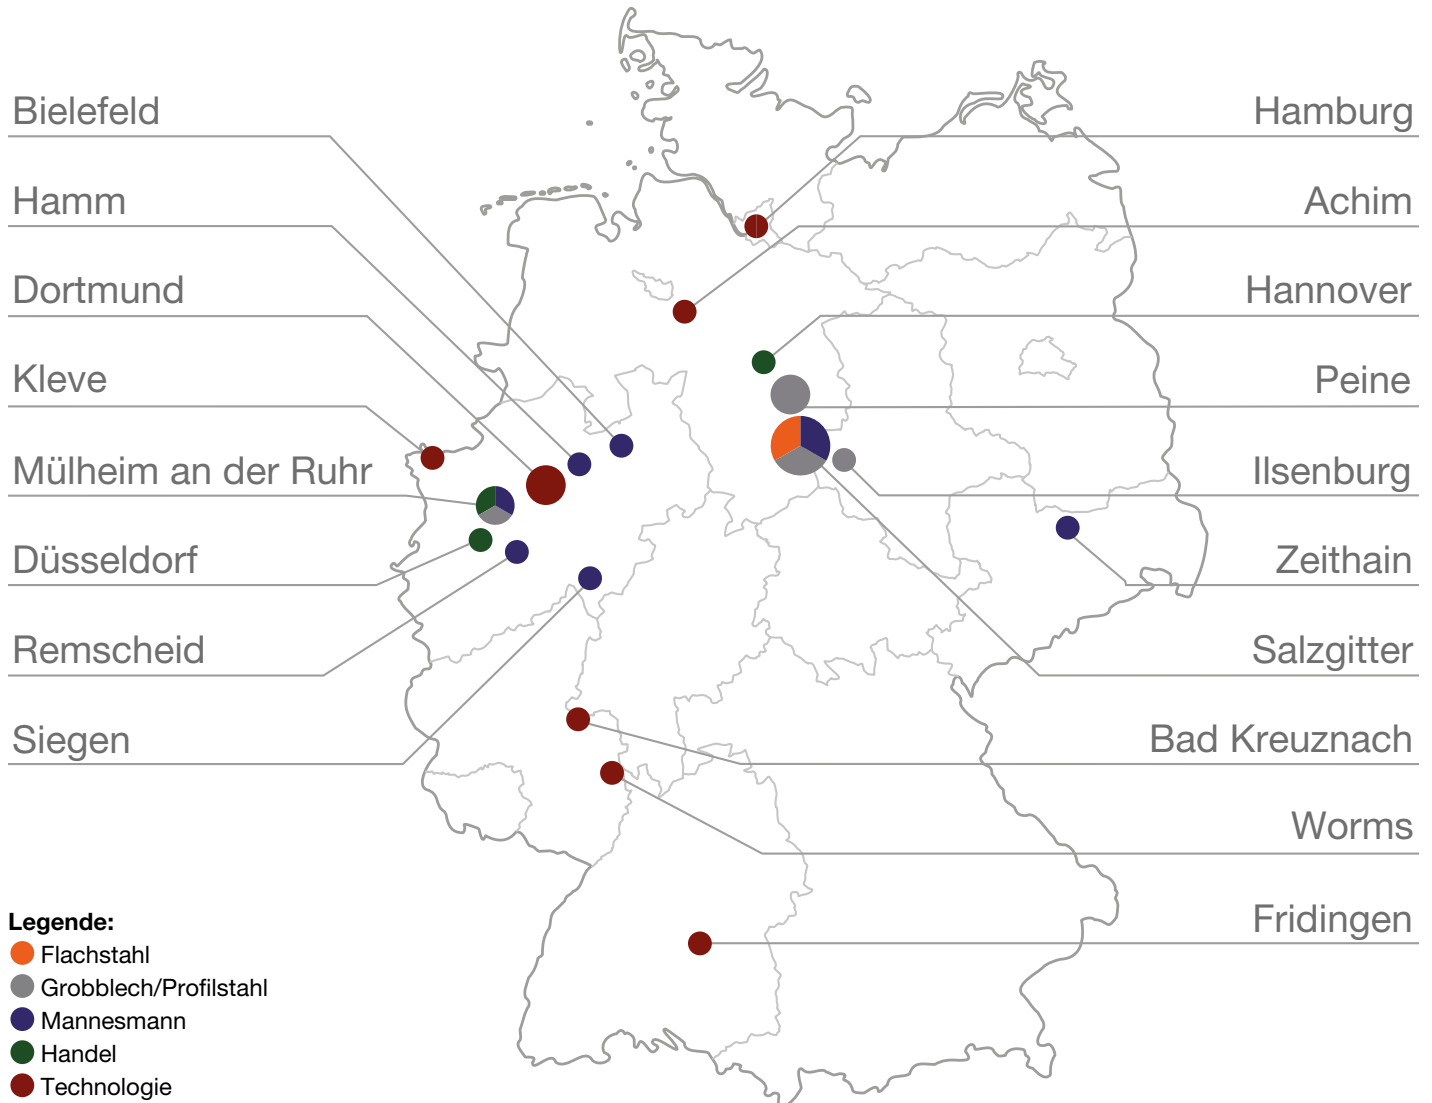 Bielefeld
Hamm
Dortmund
Kleve
Mülheim an der Ruhr
Düsseldorf
Remscheid
Siegen
Hamburg
Achim
Hannover
Peine
Ilsenburg
Zeithain
Salzgitter
Bad Kreuznach
Worms
Fridingen
Legende:
Flachstahl
Grobblech/Profilstahl
Mannesmann
Handel
Technologie